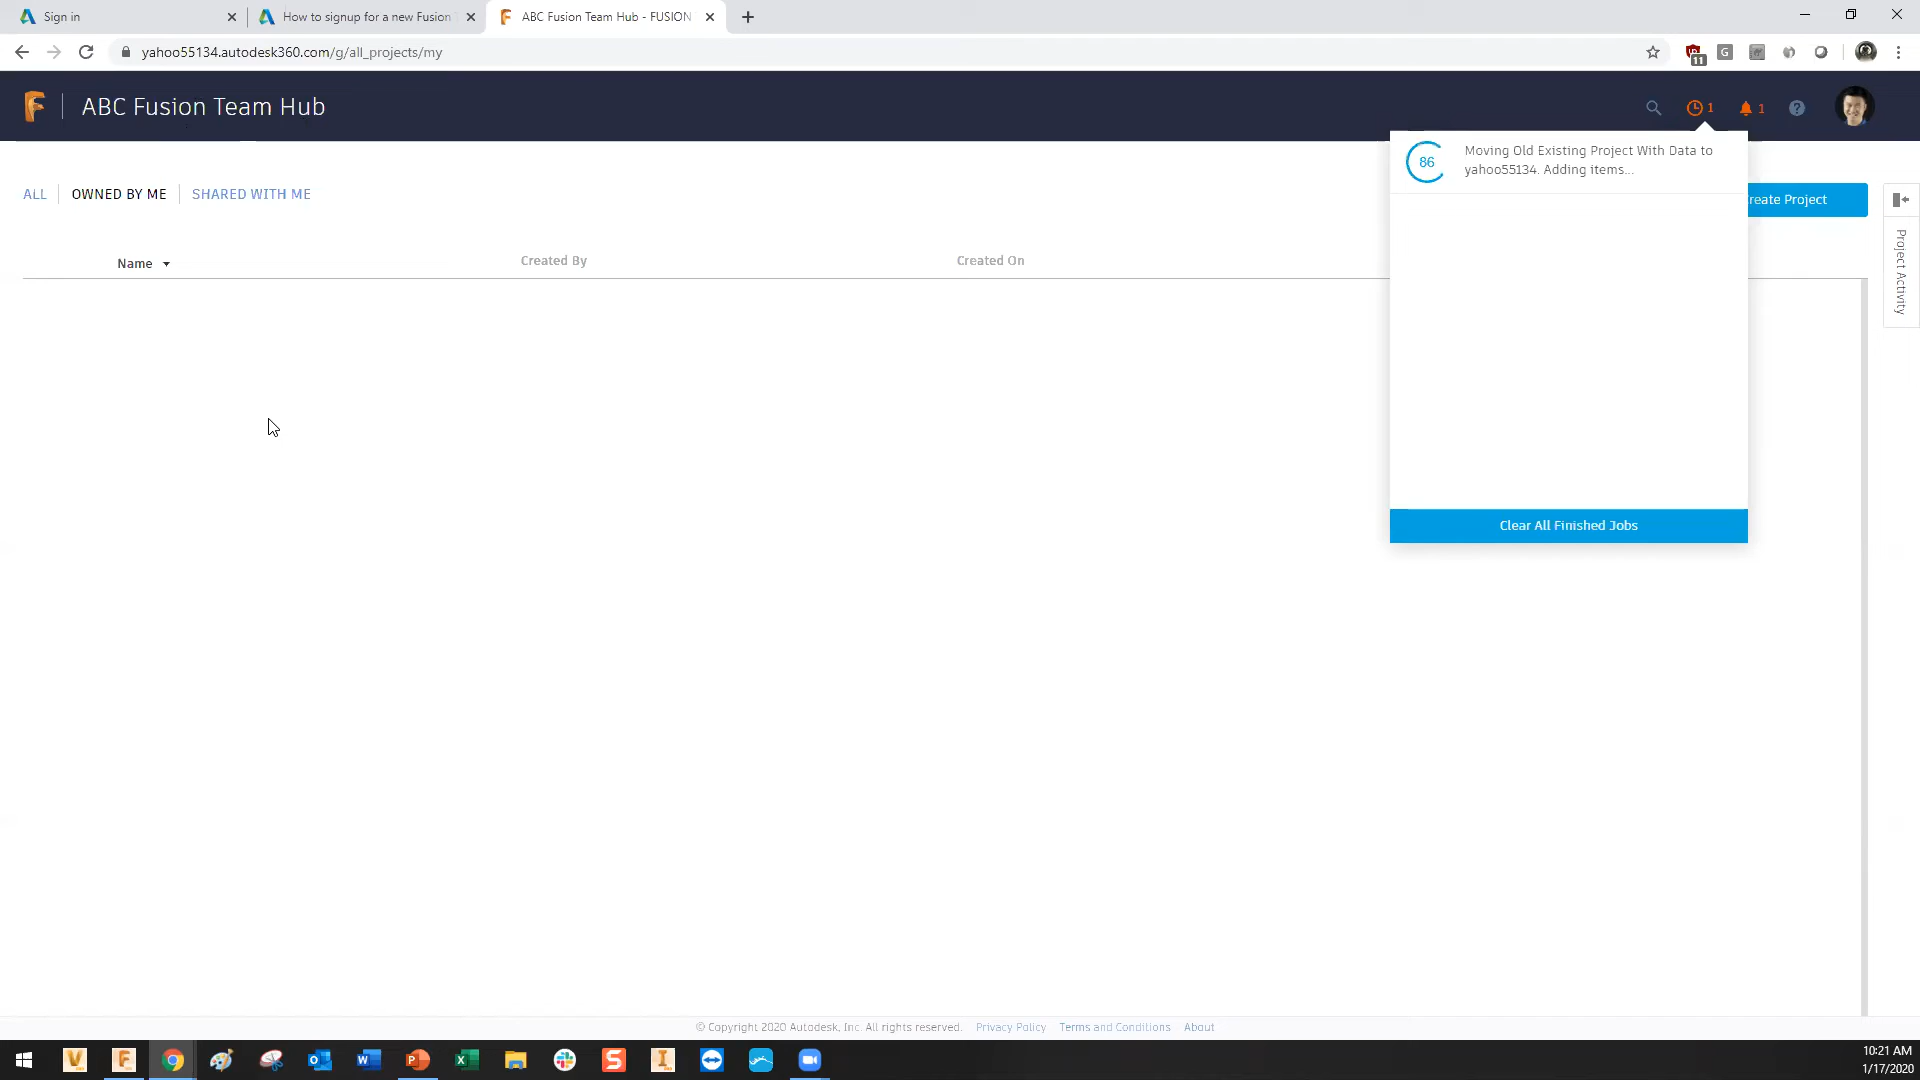 Sign in
How to signup for a new Fusion
ABC Fusion Team Hub - FUSION
yahoo55134.autodesk360.com/g/all_projects/my
11
G
ABC Fusion Team Hub
1
1
?
86
Moving Old Existing Project With Data to
yahoo55134. Adding items...
ALL
OWNED BY ME
SHARED WITH ME
reate Project
Project Activity
Name
Created By
Created On
Clear All Finished Jobs
© Copyright 2020 Autodesk, Inc. All rights reserved.
Privacy Policy
Terms and Conditions
About
10:21 AM
1/17/2020